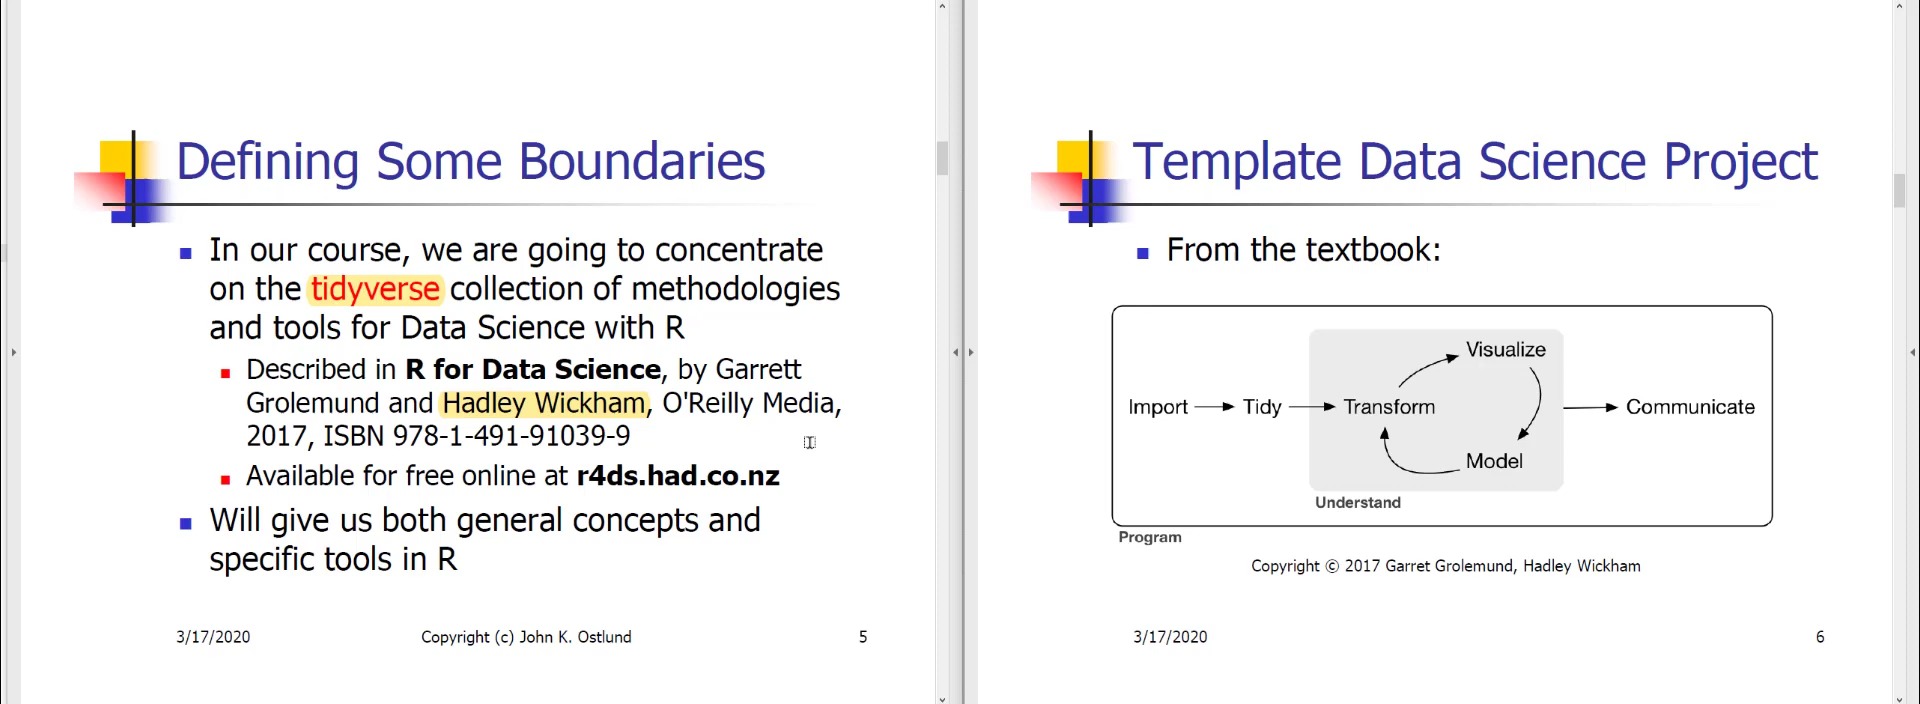 Defining Some Boundaries
In our course, we are going to concentrate
on the tidyverse collection of methodologies
and tools for Data Science with R
Described in R for Data Science, by Garrett
Grolemund and Hadley Wickham, O'Reilly Media,
2017, ISBN 978-1-491-91039-9
Available for free online at r4ds.had.co.nz
Will give us both general concepts and
specific tools in R
3/17/2020 Copyright (c) John K. Ostlund 5
Template Data Science Project
From the textbook:
Visualize
Import Tidy Transform Communicate
Model
Understand
Program
Copyright © 2017 Garret Grolemund, Hadley Wickham
3/17/2020 6